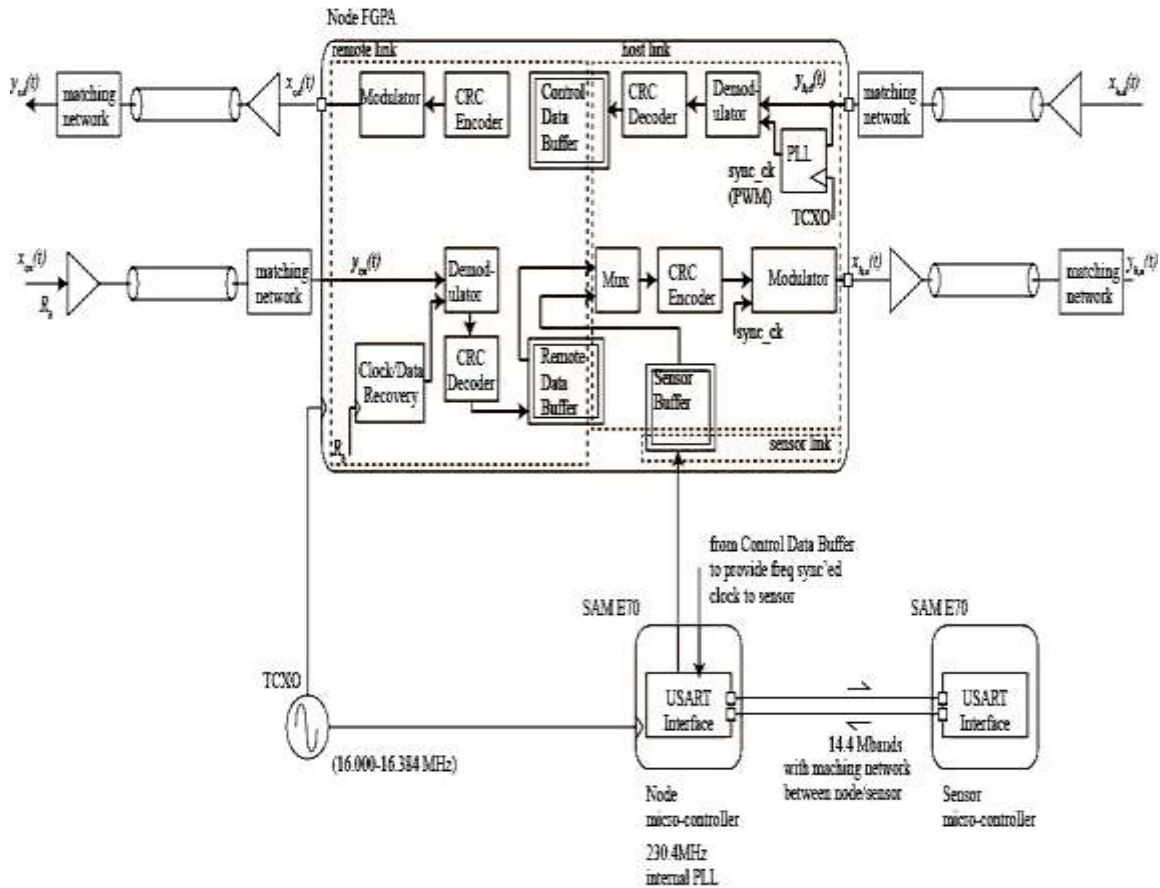 Node FGPA
remote link
host link
matching
network
Modulator
CRC
Encoder
Control
Data
Buffer
CRC
Decoder
Demod-
ulator
matching
network
PLL
sync_ck
(PWM)
TCXO
matching
network
Demod-
ulator
Mux
CRC
Encoder
Modulator
matching
network
sync_ck
Clock/Data
Recovery
CRC
Decoder
Remote
Data
Buffer
Sensor
Buffer
sensor link
from Control Data Buffer
to provide freq sync'ed
clock to sensor
SAM E70
SAM E70
TCXO
USART
Interface
USART
Interface
(16.000-16.384 MHz)
14.4 Mbands
with maching network
between node/sensor
Node
micro-controller
Sensor
micro-controller
230.4MHz
internal PLL